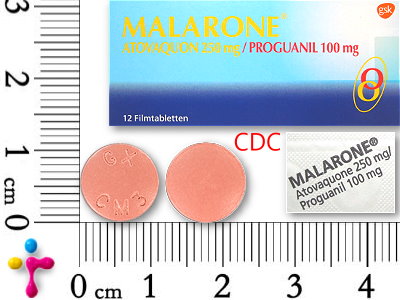 gsk
MALARONE®
ATOVAQUON 250 mg / PROGUANIL 100 mg
12 Filmtabletten
CDC
GX
CM3
MALARONE®
Atovaquone 250 mg/
Proguanil 100 mg
3
2
1
1 cm
0
0 cm
1
2
3
4